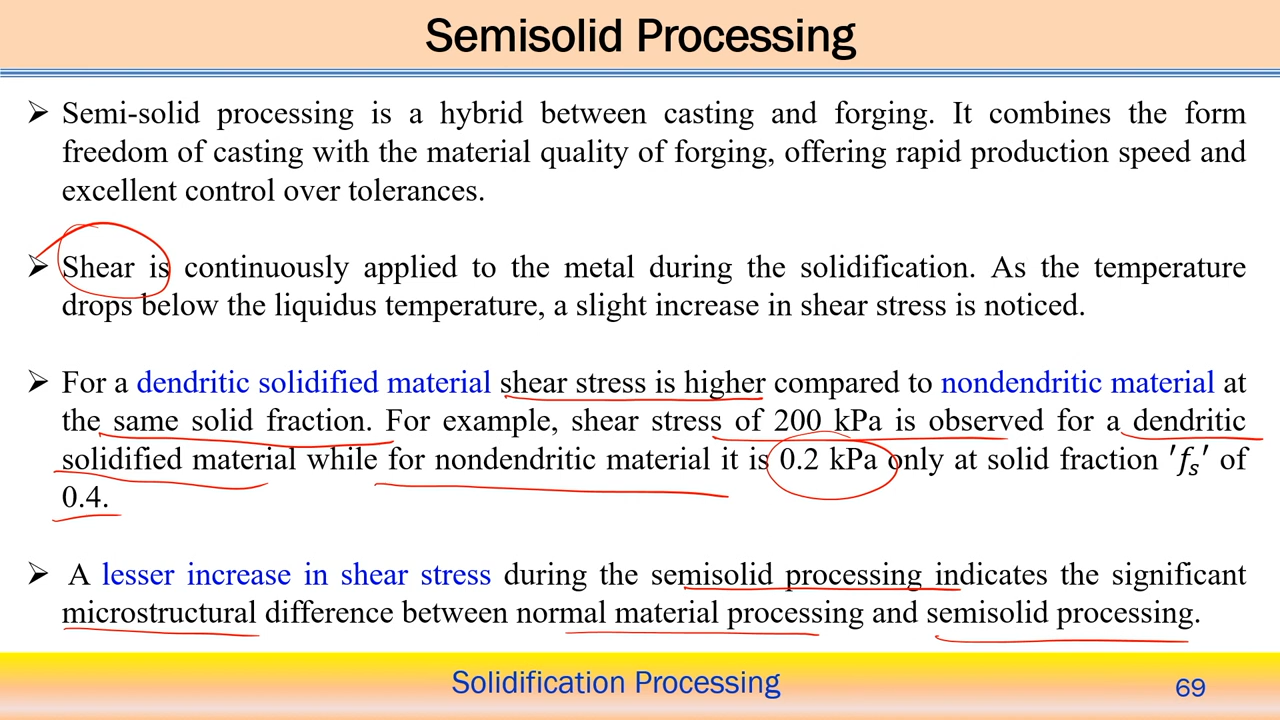 Semisolid Processing
➢ Semi-solid processing is a hybrid between casting and forging. It combines the form
freedom of casting with the material quality of forging, offering rapid production speed and
excellent control over tolerances.
➢ Shear is continuously applied to the metal during the solidification. As the temperature
drops below the liquidus temperature, a slight increase in shear stress is noticed.
➢ For a dendritic solidified material shear stress is higher compared to nondendritic material at
the same solid fraction. For example, shear stress of 200 kPa is observed for a dendritic
solidified material while for nondendritic material it is 0.2 kPa only at solid fraction ′fₛ′ of
0.4.
➢ A lesser increase in shear stress during the semisolid processing indicates the significant
microstructural difference between normal material processing and semisolid processing.
Solidification Processing
69